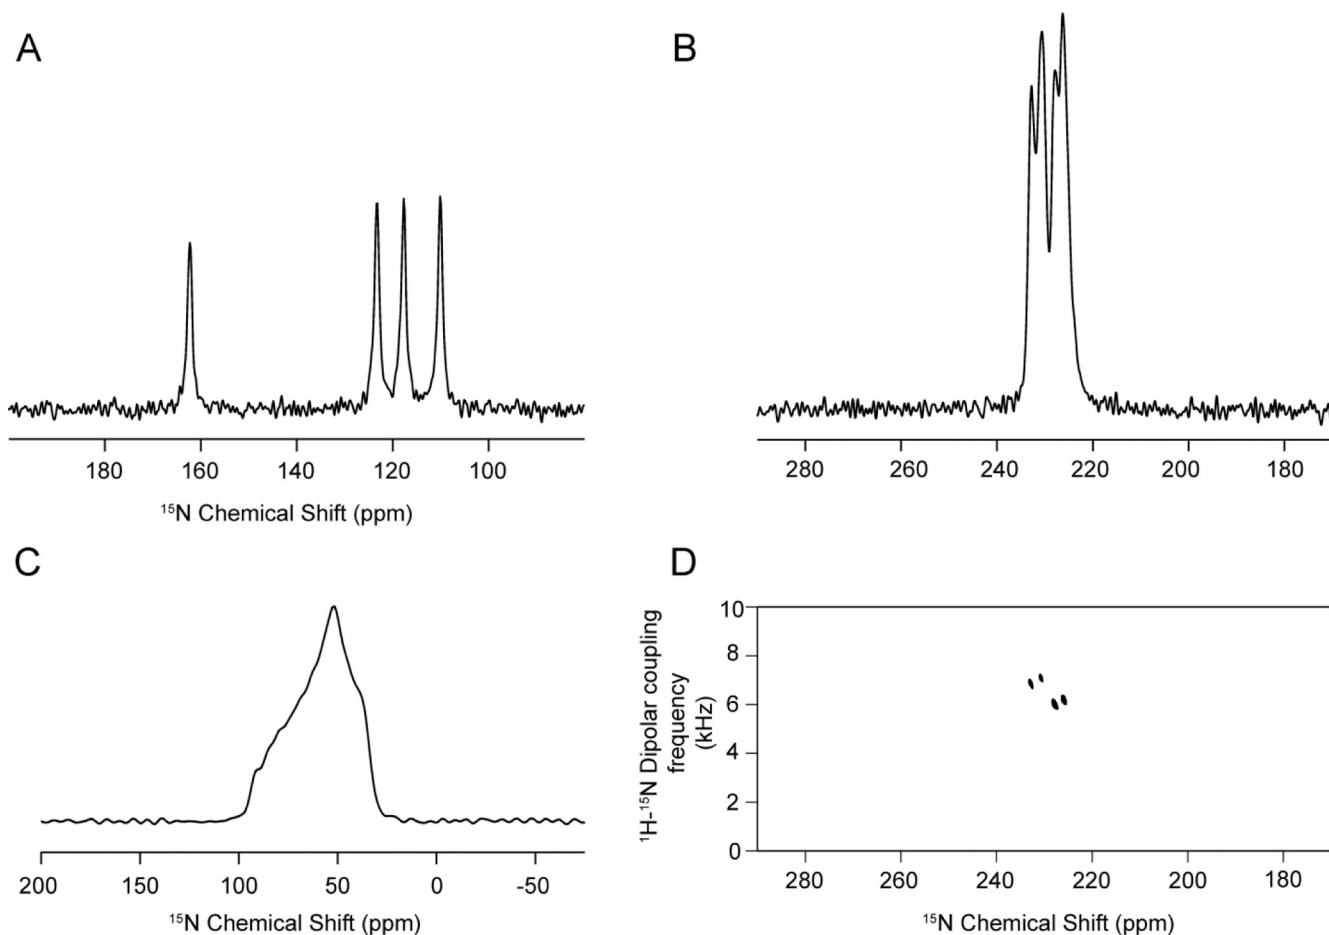 A
B
180 160 140 120 100
¹⁵N Chemical Shift (ppm)
280 260 240 220 200 180
C
D
200 150 100 50 0 -50
¹⁵N Chemical Shift (ppm)
¹H-¹⁵N Dipolar coupling
frequency
(kHz)
10
8
6
4
2
0
280 260 240 220 200 180
¹⁵N Chemical Shift (ppm)